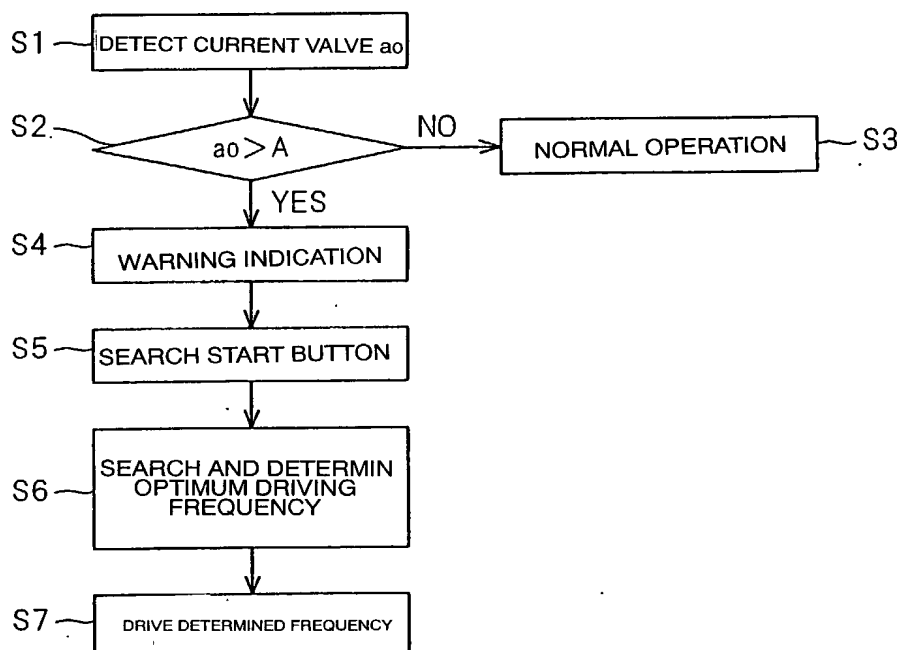 S1
DETECT CURRENT VALVE ao
S2
ao > A
NO
NORMAL OPERATION
S3
YES
S4
WARNING INDICATION
S5
SEARCH START BUTTON
S6
SEARCH AND DETERMIN
OPTIMUM DRIVING
FREQUENCY
S7
DRIVE DETERMINED FREQUENCY